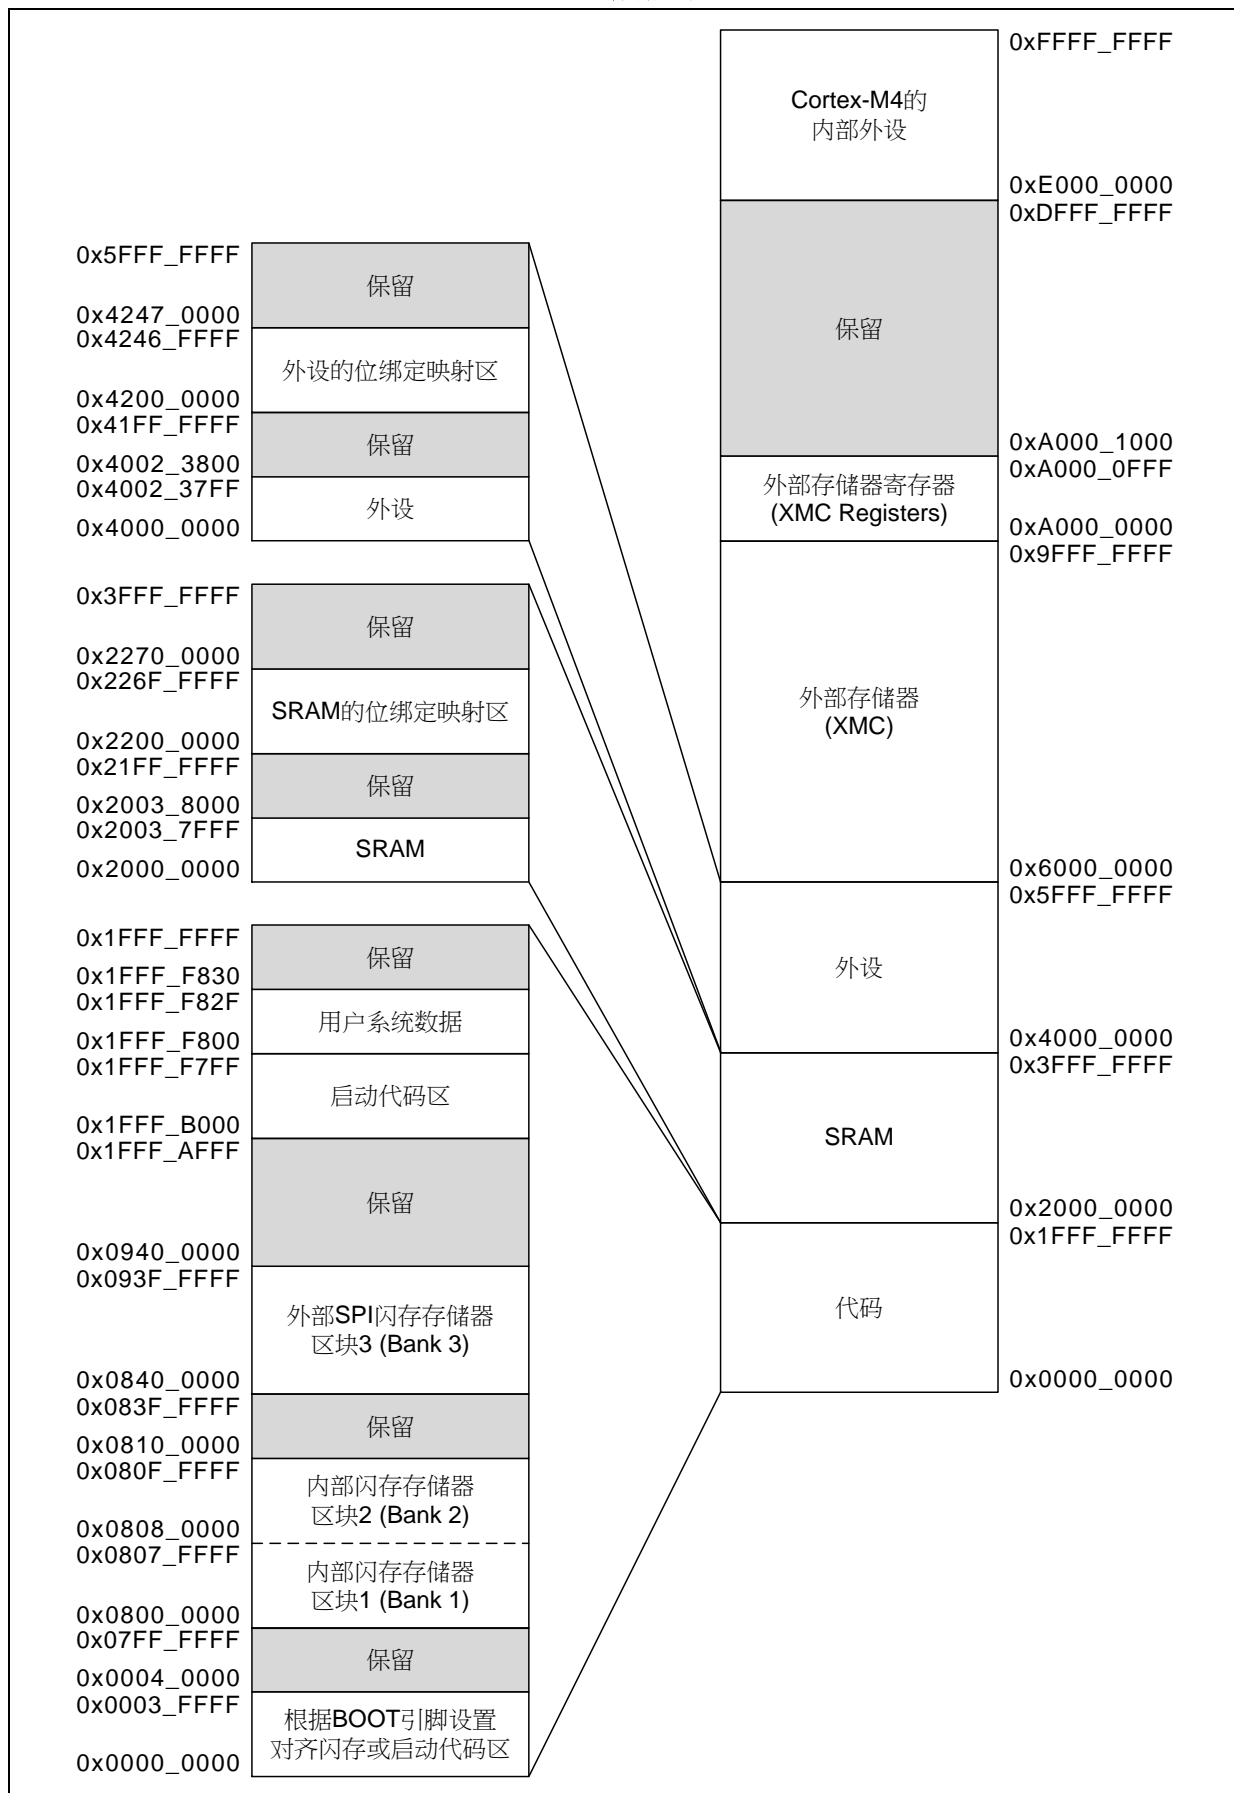 0x5FFF_FFFF
保留
0x4247_0000
0x4246_FFFF
外设的位绑定映射区
0x4200_0000
0x41FF_FFFF
保留
0x4002_3800
0x4002_37FF
外设
0x4000_0000
0x3FFF_FFFF
保留
0x2270_0000
0x226F_FFFF
SRAM的位绑定映射区
0x2200_0000
0x21FF_FFFF
保留
0x2003_8000
0x2003_7FFF
SRAM
0x2000_0000
0x1FFF_FFFF
保留
0x1FFF_F830
0x1FFF_F82F
用户系统数据
0x1FFF_F800
0x1FFF_F7FF
启动代码区
0x1FFF_B000
0x1FFF_AFFF
保留
0x0940_0000
0x093F_FFFF
外部SPI闪存存储器
区块3 (Bank 3)
0x0840_0000
0x083F_FFFF
保留
0x0810_0000
0x080F_FFFF
内部闪存存储器
区块2 (Bank 2)
0x0808_0000
0x0807_FFFF
内部闪存存储器
区块1 (Bank 1)
0x0800_0000
0x07FF_FFFF
保留
0x0004_0000
0x0003_FFFF
根据BOOT引脚设置
对齐闪存或启动代码区
0x0000_0000
0xFFFF_FFFF
Cortex-M4的
内部外设
0xE000_0000
0xDFFF_FFFF
保留
0xA000_1000
0xA000_0FFF
外部存储器寄存器
(XMC Registers)
0xA000_0000
0x9FFF_FFFF
外部存储器
(XMC)
0x6000_0000
0x5FFF_FFFF
外设
0x4000_0000
0x3FFF_FFFF
SRAM
0x2000_0000
0x1FFF_FFFF
代码
0x0000_0000